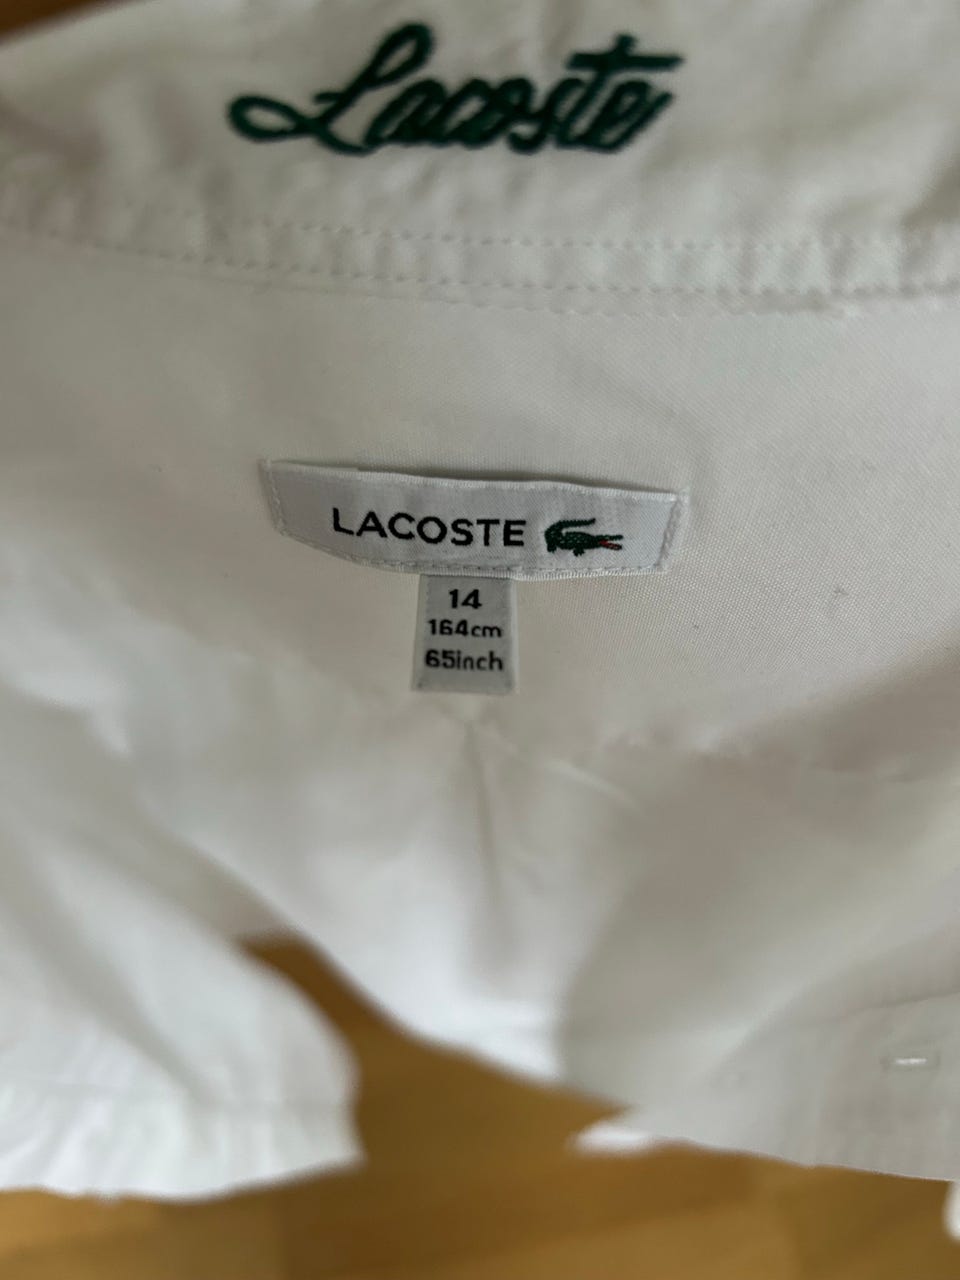 Lacoste
LACOSTE
14
164cm
65inch